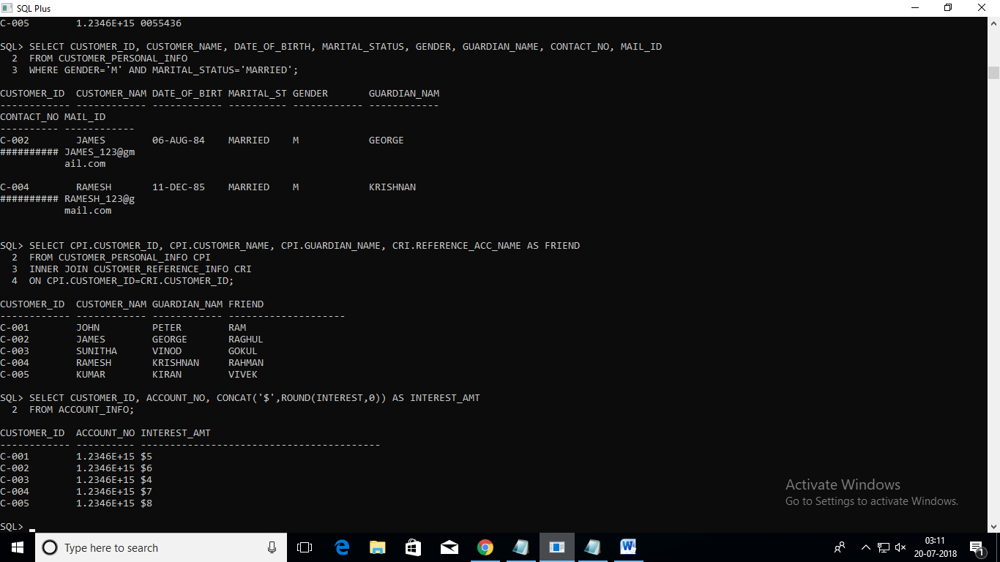 SQL Plus
C-005        1.2346E+15 0055436
SQL> SELECT CUSTOMER_ID, CUSTOMER_NAME, DATE_OF_BIRTH, MARITAL_STATUS, GENDER, GUARDIAN_NAME, CONTACT_NO, MAIL_ID
  2  FROM CUSTOMER_PERSONAL_INFO
  3  WHERE GENDER='M' AND MARITAL_STATUS='MARRIED';
CUSTOMER_ID  CUSTOMER_NAM DATE_OF_BIRT MARITAL_ST GENDER       GUARDIAN_NAM
------------ ------------ ------------ ---------- ------------ ------------
CONTACT_NO MAIL_ID
---------- ------------
C-002        JAMES        06-AUG-84    MARRIED    M            GEORGE
########## JAMES_123@gm
           ail.com
C-004        RAMESH       11-DEC-85    MARRIED    M            KRISHNAN
########## RAMESH_123@g
           mail.com
SQL> SELECT CPI.CUSTOMER_ID, CPI.CUSTOMER_NAME, CPI.GUARDIAN_NAME, CRI.REFERENCE_ACC_NAME AS FRIEND
  2  FROM CUSTOMER_PERSONAL_INFO CPI
  3  INNER JOIN CUSTOMER_REFERENCE_INFO CRI
  4  ON CPI.CUSTOMER_ID=CRI.CUSTOMER_ID;
CUSTOMER_ID  CUSTOMER_NAM GUARDIAN_NAM FRIEND
------------ ------------ ------------ --------------------
C-001        JOHN         PETER        RAM
C-002        JAMES        GEORGE       RAGHUL
C-003        SUNITHA      VINOD        GOKUL
C-004        RAMESH       KRISHNAN     RAHMAN
C-005        KUMAR        KIRAN        VIVEK
SQL> SELECT CUSTOMER_ID, ACCOUNT_NO, CONCAT('$',ROUND(INTEREST,0)) AS INTEREST_AMT
  2  FROM ACCOUNT_INFO;
CUSTOMER_ID  ACCOUNT_NO INTEREST_AMT
------------ ---------- -----------------------------------------
C-001        1.2346E+15 $5
C-002        1.2346E+15 $6
C-003        1.2346E+15 $4
C-004        1.2346E+15 $7
C-005        1.2346E+15 $8
SQL>
Activate Windows
Go to Settings to activate Windows.
Type here to search
03:11
20-07-2018
1